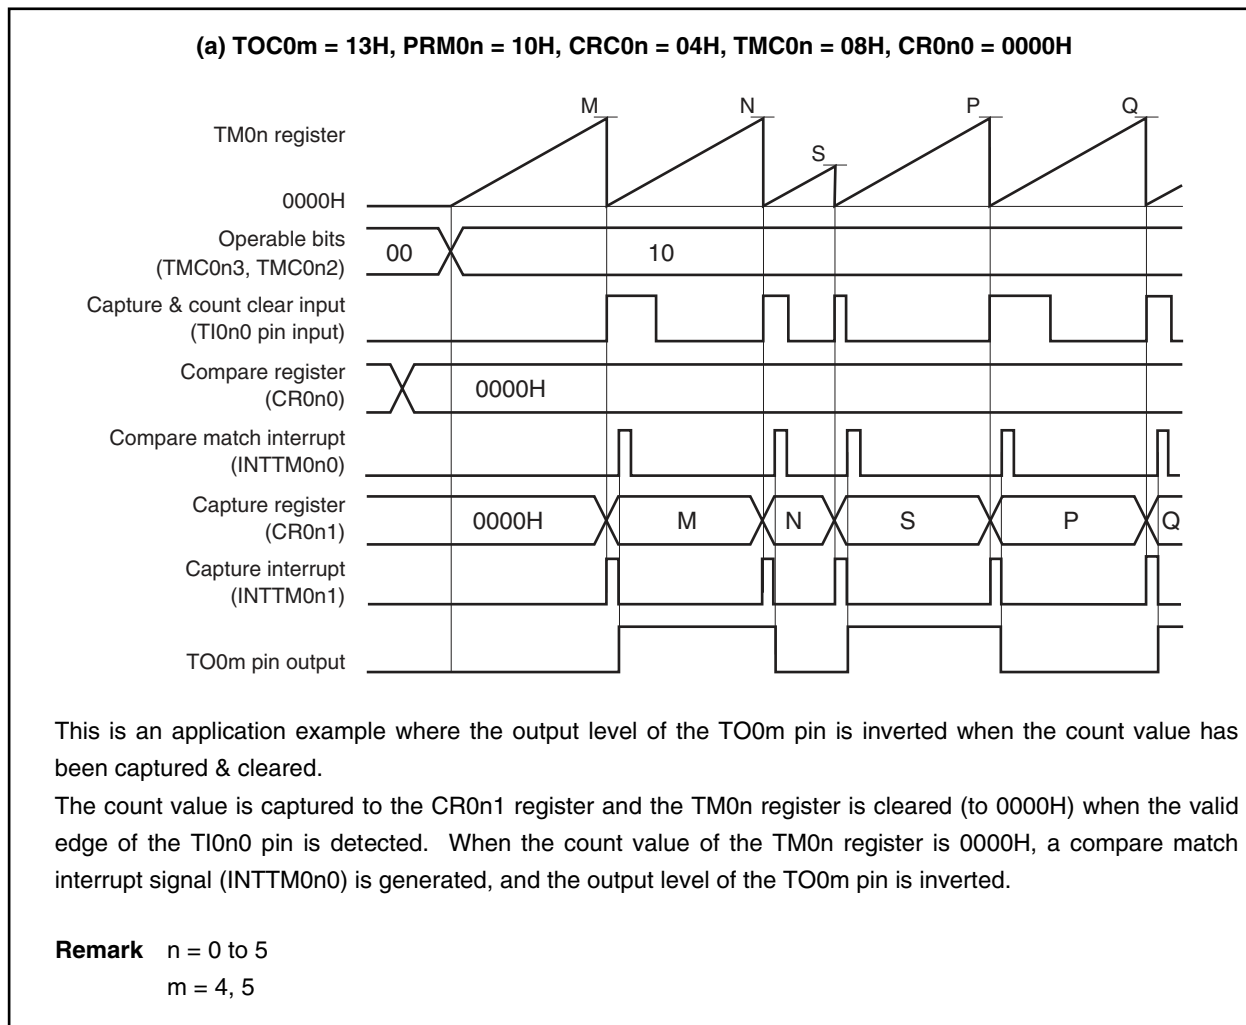 (a) TOC0m = 13H, PRM0n = 10H, CRC0n = 04H, TMC0n = 08H, CR0n0 = 0000H
M N S P Q
TM0n register
0000H
Operable bits
(TMC0n3, TMC0n2)
00 10
Capture & count clear input
(TI0n0 pin input)
Compare register
(CR0n0)
0000H
Compare match interrupt
(INTTM0n0)
Capture register
(CR0n1)
0000H M N S P Q
Capture interrupt
(INTTM0n1)
TO0m pin output
This is an application example where the output level of the TO0m pin is inverted when the count value has
been captured & cleared.
The count value is captured to the CR0n1 register and the TM0n register is cleared (to 0000H) when the valid
edge of the TI0n0 pin is detected. When the count value of the TM0n register is 0000H, a compare match
interrupt signal (INTTM0n0) is generated, and the output level of the TO0m pin is inverted.
Remark n = 0 to 5
m = 4, 5